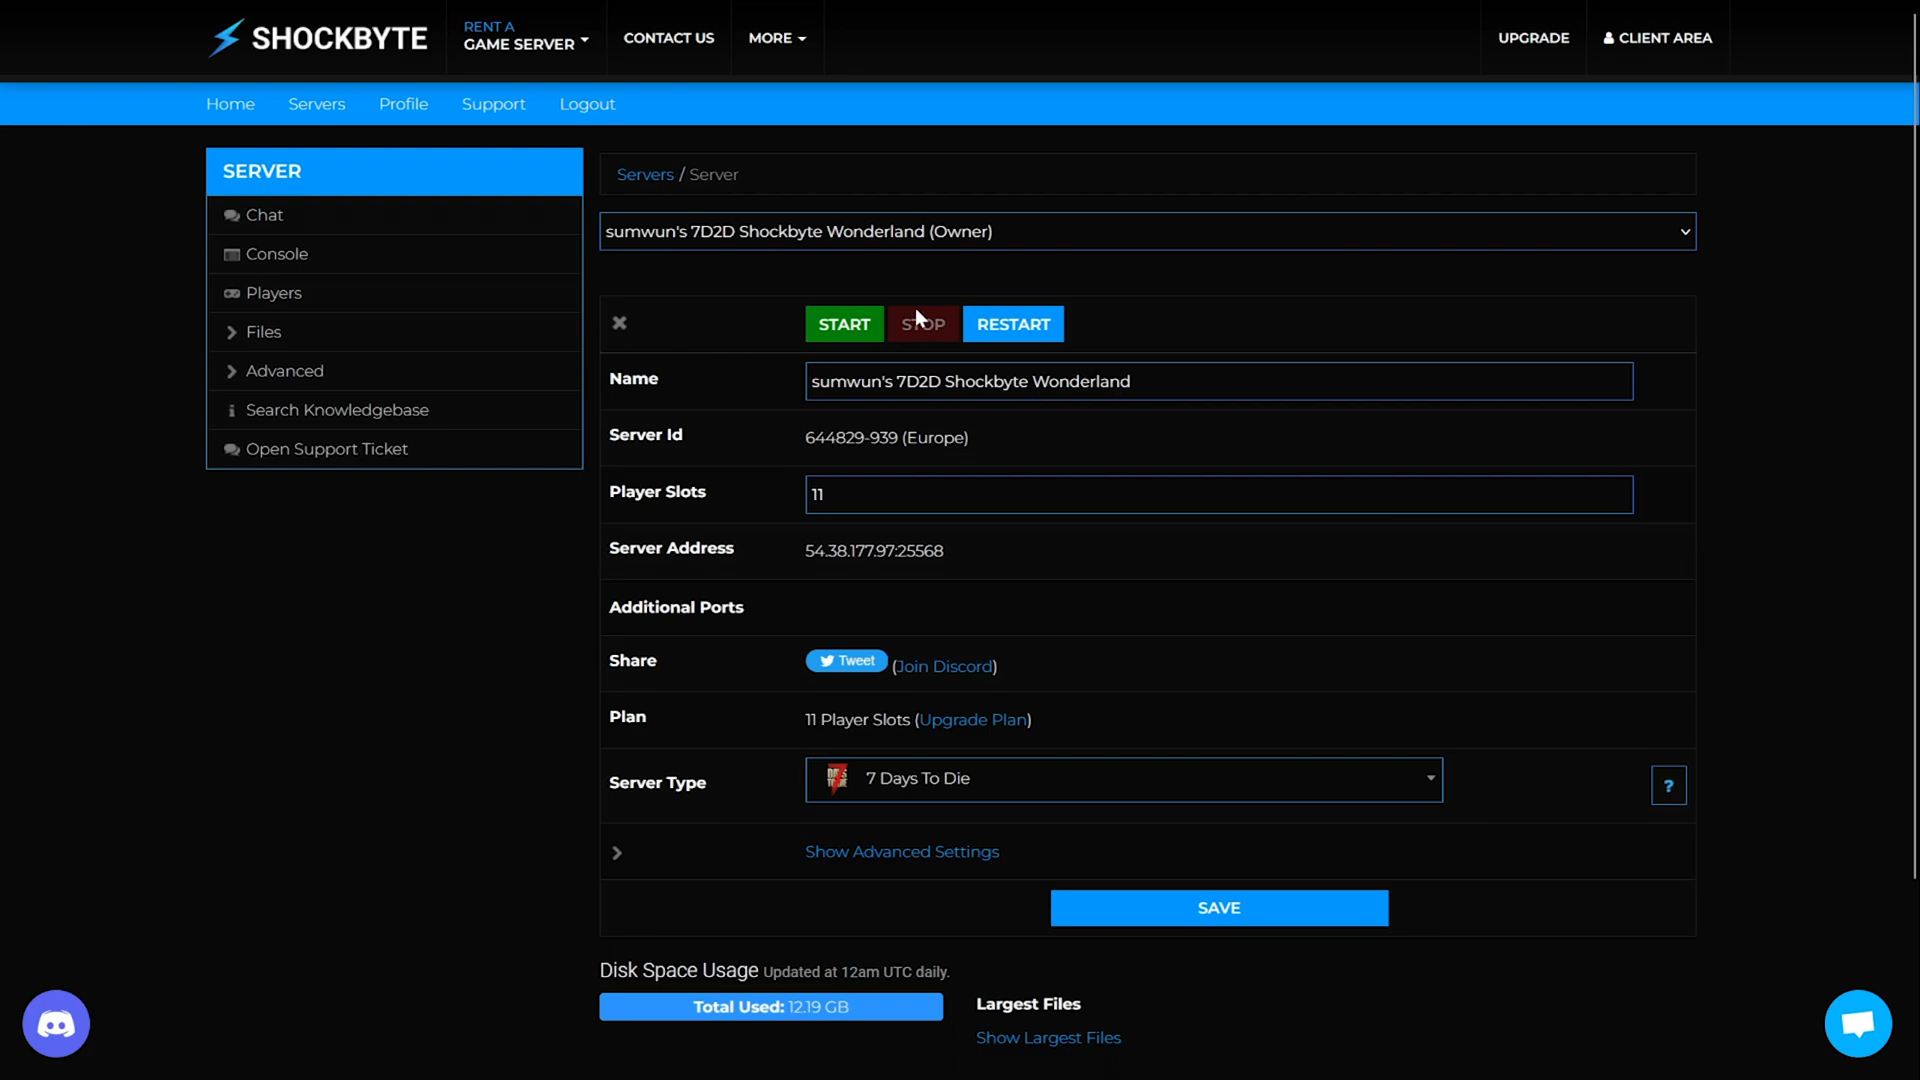 SHOCKBYTE
RENT A
GAME SERVER
CONTACT US
MORE
UPGRADE
CLIENT AREA
Home
Servers
Profile
Support
Logout
SERVER
Chat
Console
Players
Files
Advanced
Search Knowledgebase
Open Support Ticket
Servers / Server
sumwun's 7D2D Shockbyte Wonderland (Owner)
START
STOP
RESTART
Name
sumwun's 7D2D Shockbyte Wonderland
Server Id
644829-939 (Europe)
Player Slots
11
Server Address
54.38.177.97:25568
Additional Ports
Share
Tweet (Join Discord)
Plan
11 Player Slots (Upgrade Plan)
Server Type
7 Days To Die
?
Show Advanced Settings
SAVE
Disk Space Usage Updated at 12am UTC daily.
Total Used: 12.19 GB
Largest Files
Show Largest Files